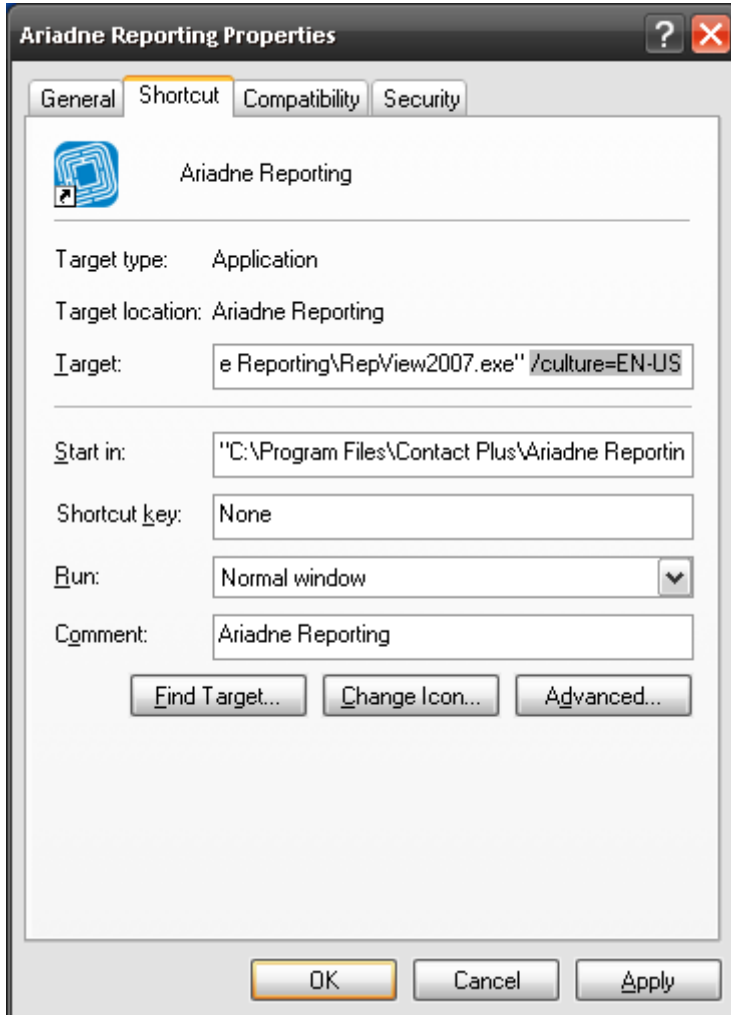 Ariadne Reporting Properties
General Shortcut Compatibility Security
Ariadne Reporting
Target type: Application
Target location: Ariadne Reporting
Target: e Reporting\RepView2007.exe" /culture=EN-US
Start in: "C:\Program Files\Contact Plus\Ariadne Reportin
Shortcut key: None
Run: Normal window
Comment: Ariadne Reporting
Find Target... Change Icon... Advanced...
OK Cancel Apply